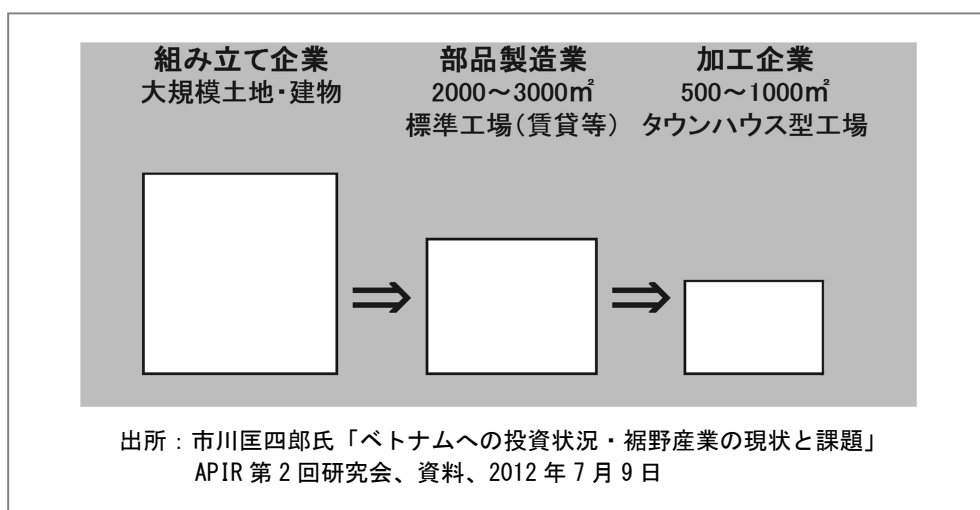 組み立て企業
大規模土地・建物
部品製造業
2000～3000㎡
標準工場(賃貸等)
加工企業
500～1000㎡
タウンハウス型工場
⇒
⇒
出所：市川匡四郎氏「ベトナムへの投資状況・裾野産業の現状と課題」
APIR 第 2 回研究会、資料、2012 年 7 月 9 日